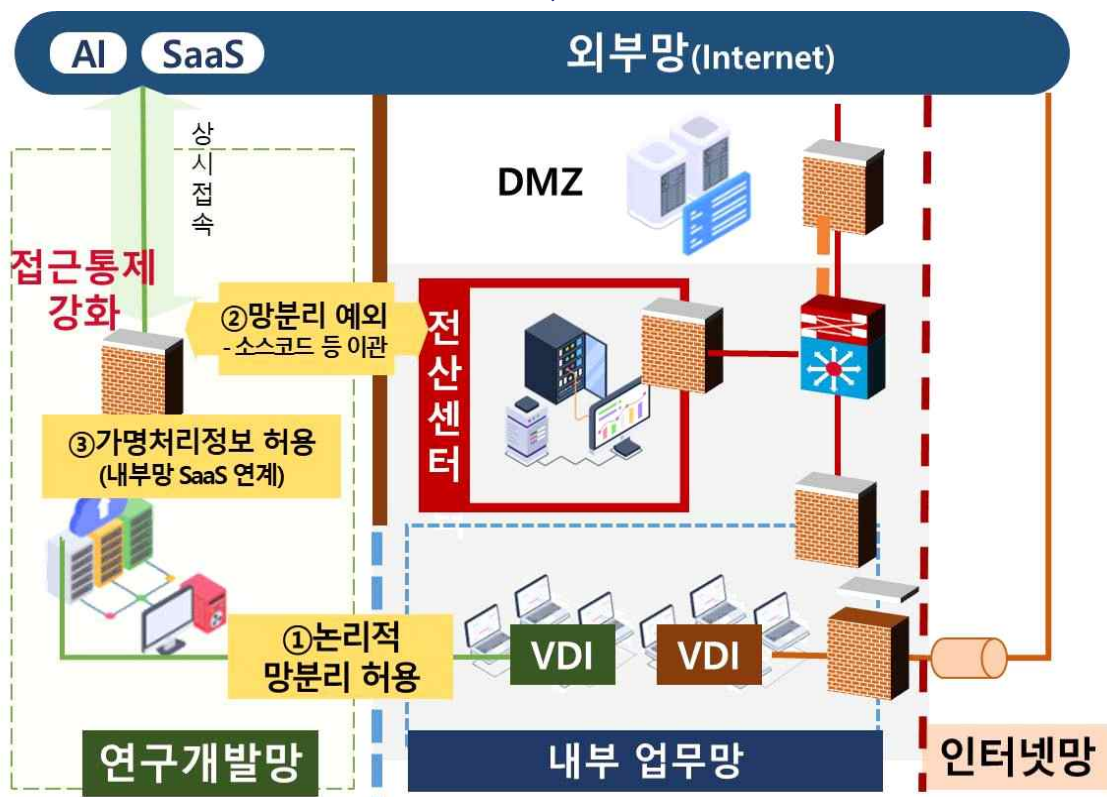 AI
SaaS
외부망(Internet)
상
시
접
속
DMZ
접근통제
강화
②망분리 예외
- 소스코드 등 이관
전
산
센
터
③가명처리정보 허용
(내부망 SaaS 연계)
①논리적
망분리 허용
VDI
VDI
연구개발망
내부 업무망
인터넷망